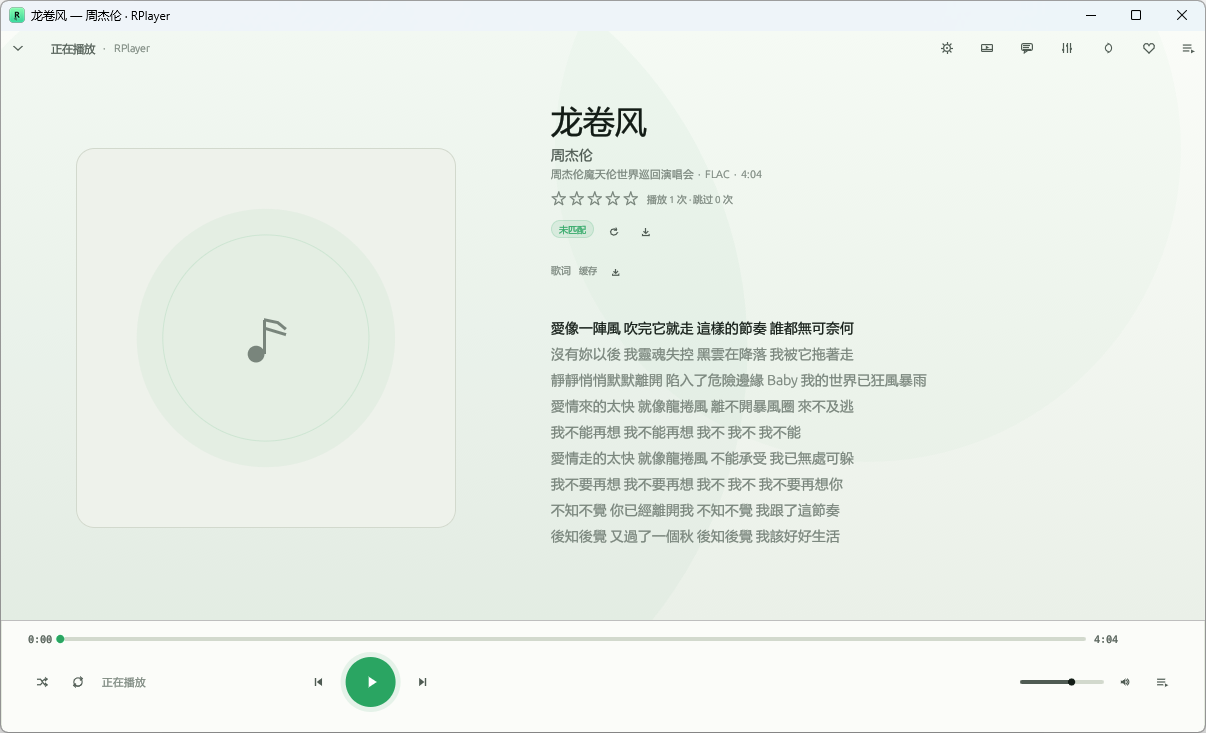 R 龙卷风 — 周杰伦 · RPlayer
正在播放 · RPlayer
龙卷风
周杰伦
周杰伦魔天伦世界巡回演唱会 · FLAC · 4:04
播放 1 次 · 跳过 0 次
未匹配
歌词 缓存
愛像一陣風 吹完它就走 這樣的節奏 誰都無可奈何
沒有妳以後 我靈魂失控 黑雲在降落 我被它拖著走
靜靜悄悄默默離開 陷入了危險邊緣 Baby 我的世界已狂風暴雨
愛情來的太快 就像龍捲風 離不開暴風圈 來不及逃
我不能再想 我不能再想 我不 我不 我不能
愛情走的太快 就像龍捲風 不能承受 我已無處可躲
我不要再想 我不要再想 我不 我不 我不要再想你
不知不覺 你已經離開我 不知不覺 我跟了這節奏
後知後覺 又過了一個秋 後知後覺 我該好好生活
0:00 4:04
正在播放